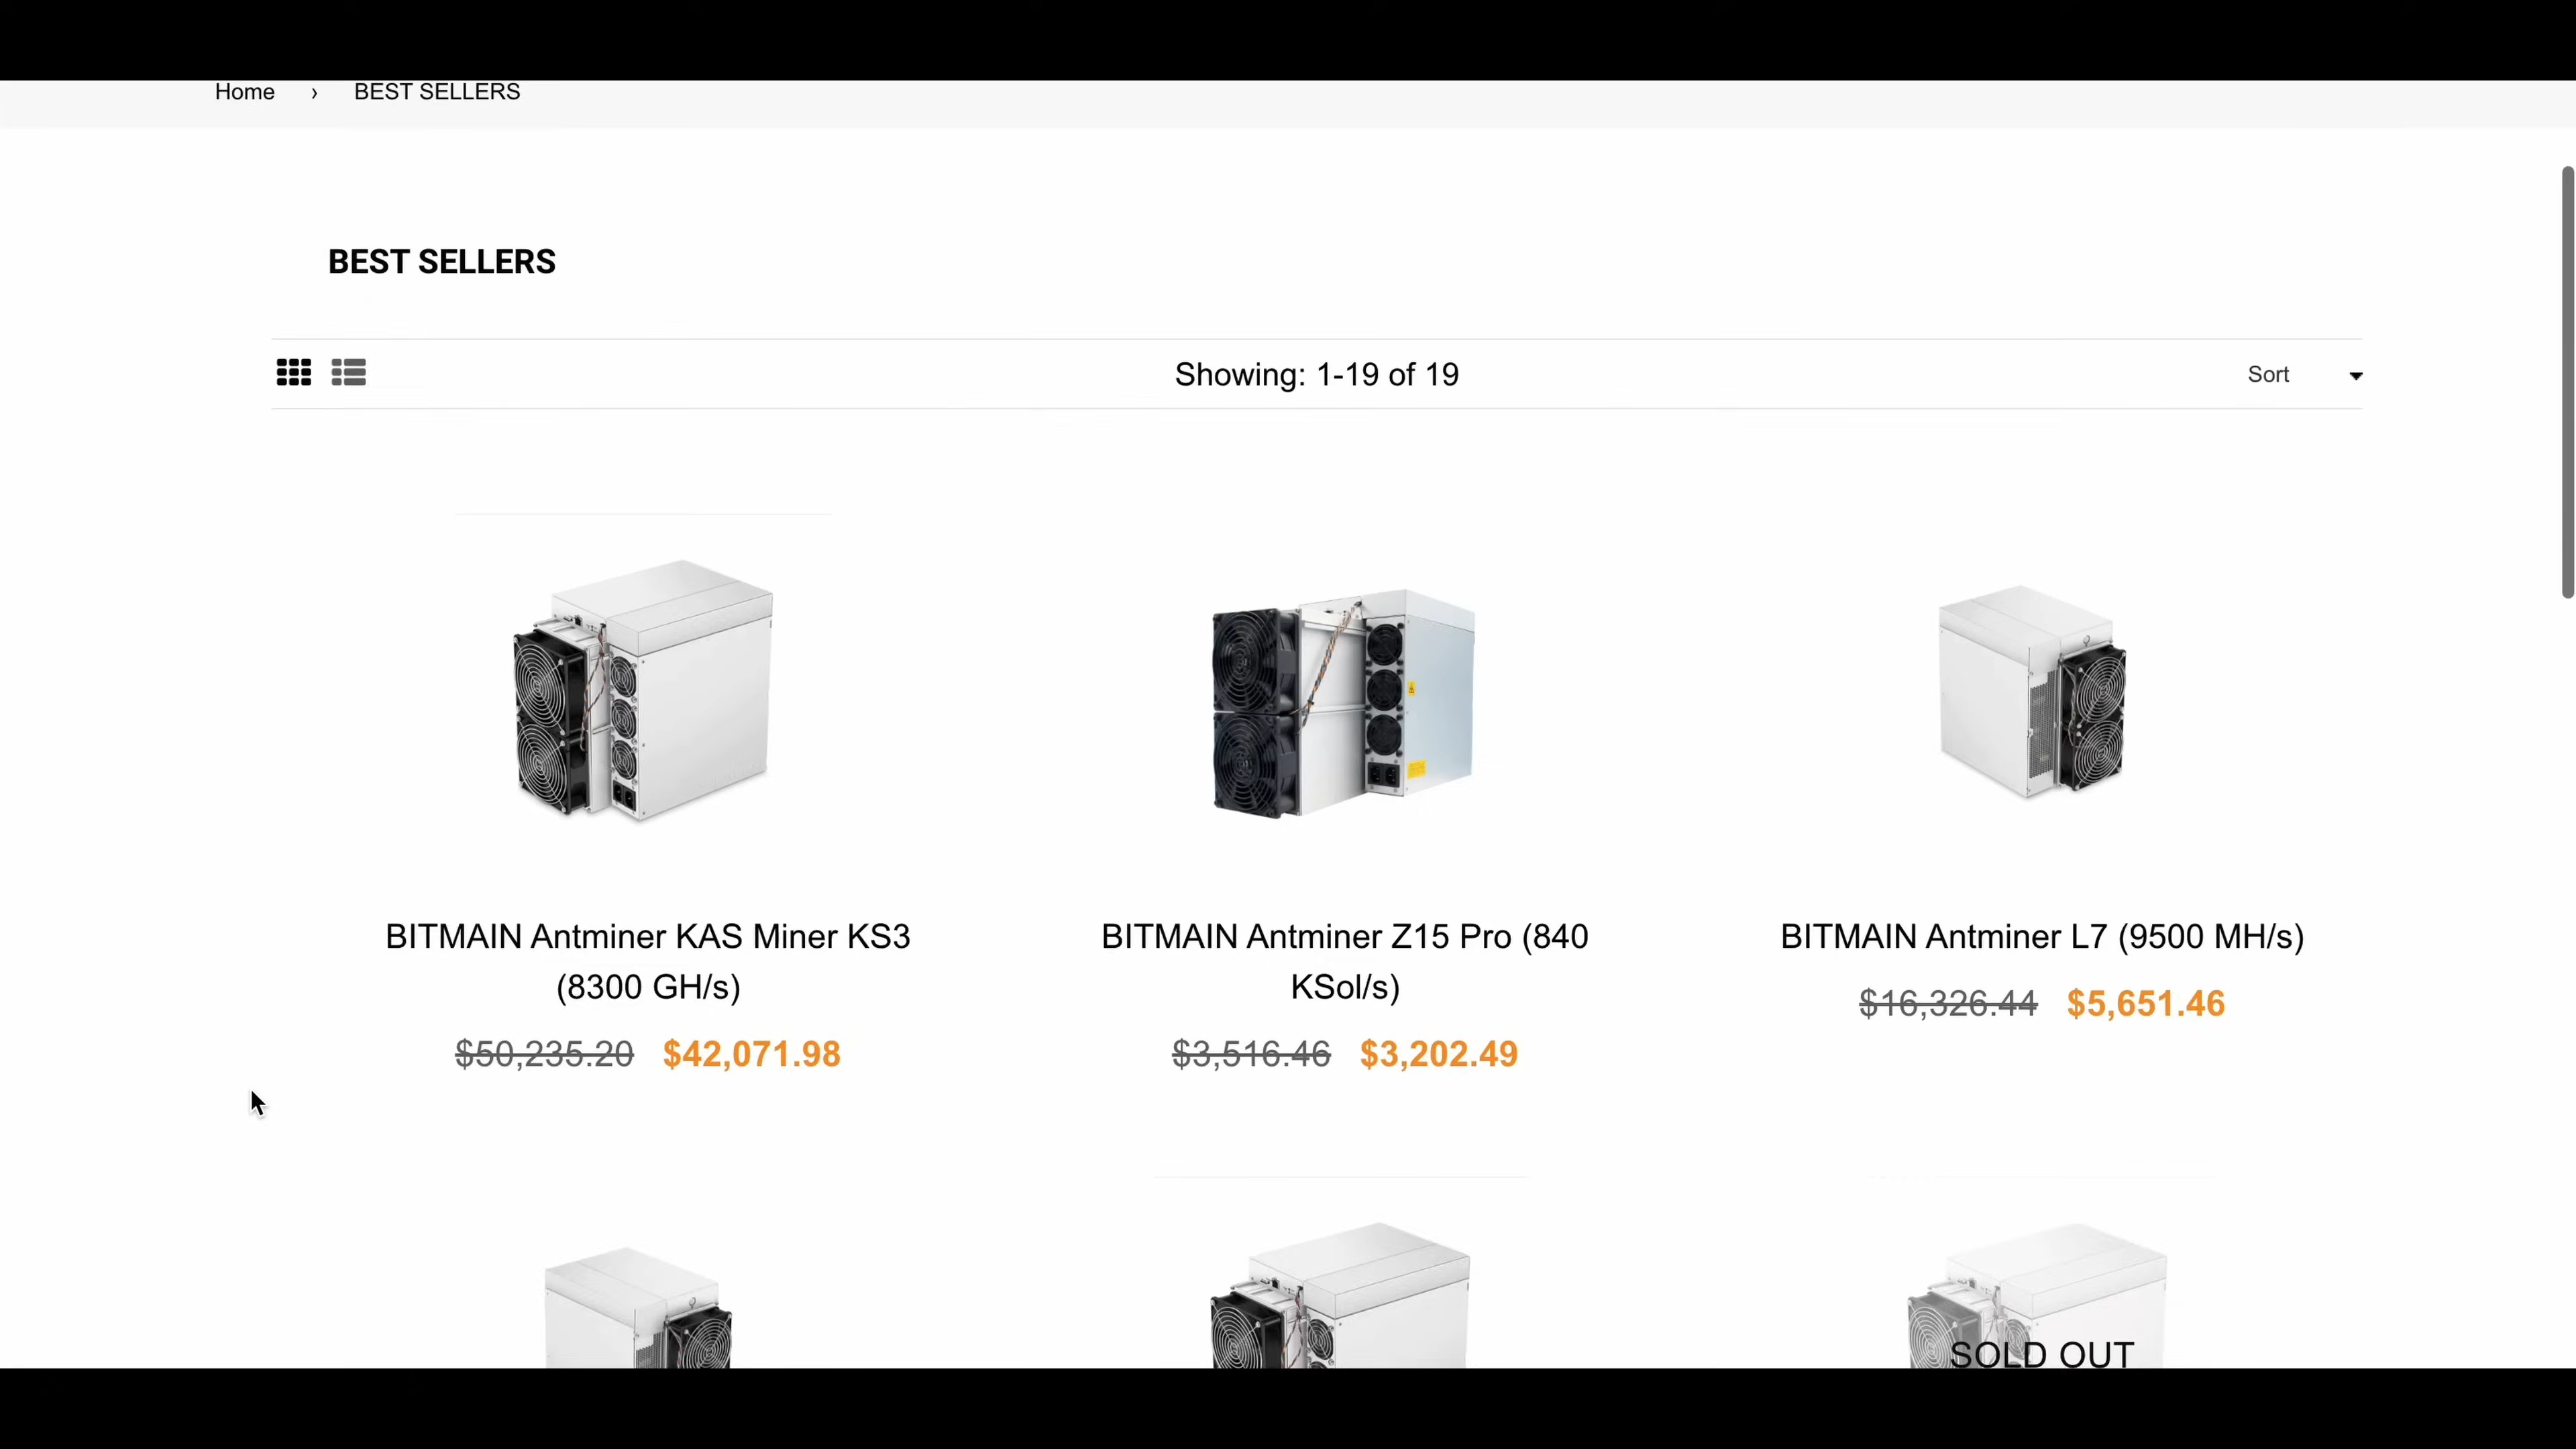 Home › BEST SELLERS
BEST SELLERS
Showing: 1-19 of 19
Sort
BITMAIN Antminer KAS Miner KS3
(8300 GH/s)
$50,235.20 $42,071.98
BITMAIN Antminer Z15 Pro (840
KSol/s)
$3,516.46 $3,202.49
BITMAIN Antminer L7 (9500 MH/s)
$16,326.44 $5,651.46
SOLD OUT